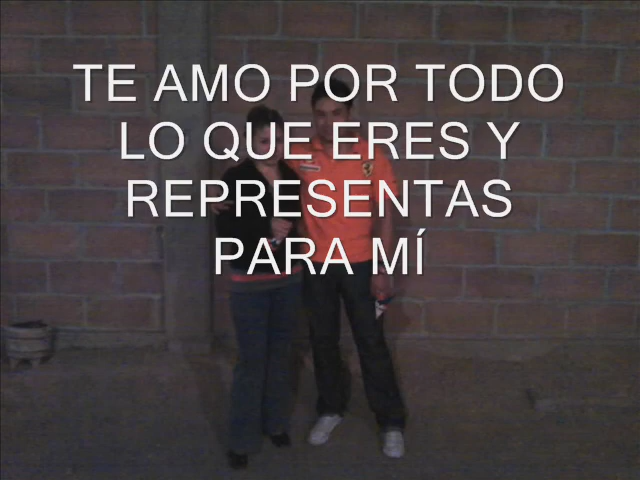 TE AMO POR TODO
LO QUE ERES Y
REPRESENTAS
PARA MÍ